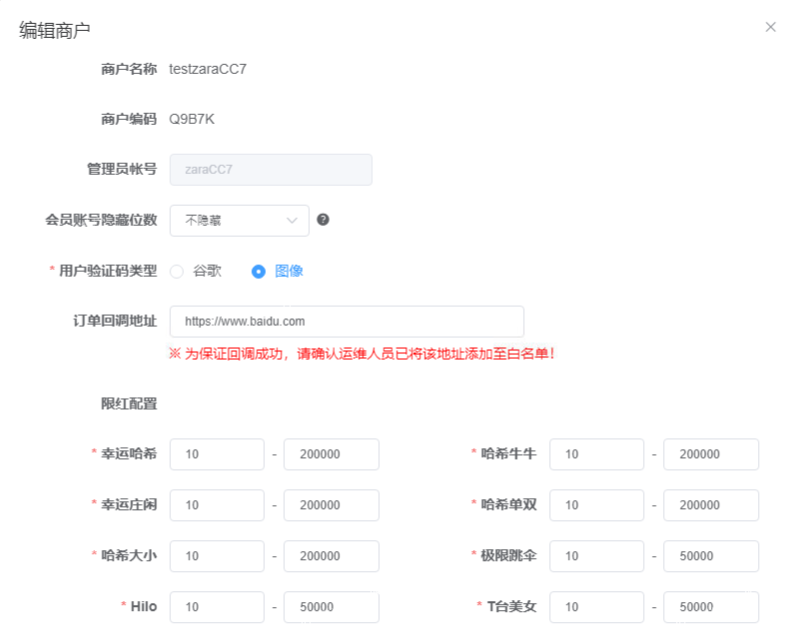 编辑商户
商户名称 testzaraCC7
商户编码 Q9B7K
管理员帐号 zaraCC7
会员账号隐藏位数 不隐藏
* 用户验证码类型 谷歌 图像
订单回调地址 https://www.baidu.com
※ 为保证回调成功，请确认运维人员已将该地址添加至白名单！
限红配置
* 幸运哈希 10 - 200000 * 哈希牛牛 10 - 200000
* 幸运庄闲 10 - 200000 * 哈希单双 10 - 200000
* 哈希大小 10 - 200000 * 极限跳伞 10 - 50000
* Hilo 10 - 50000 * T台美女 10 - 50000